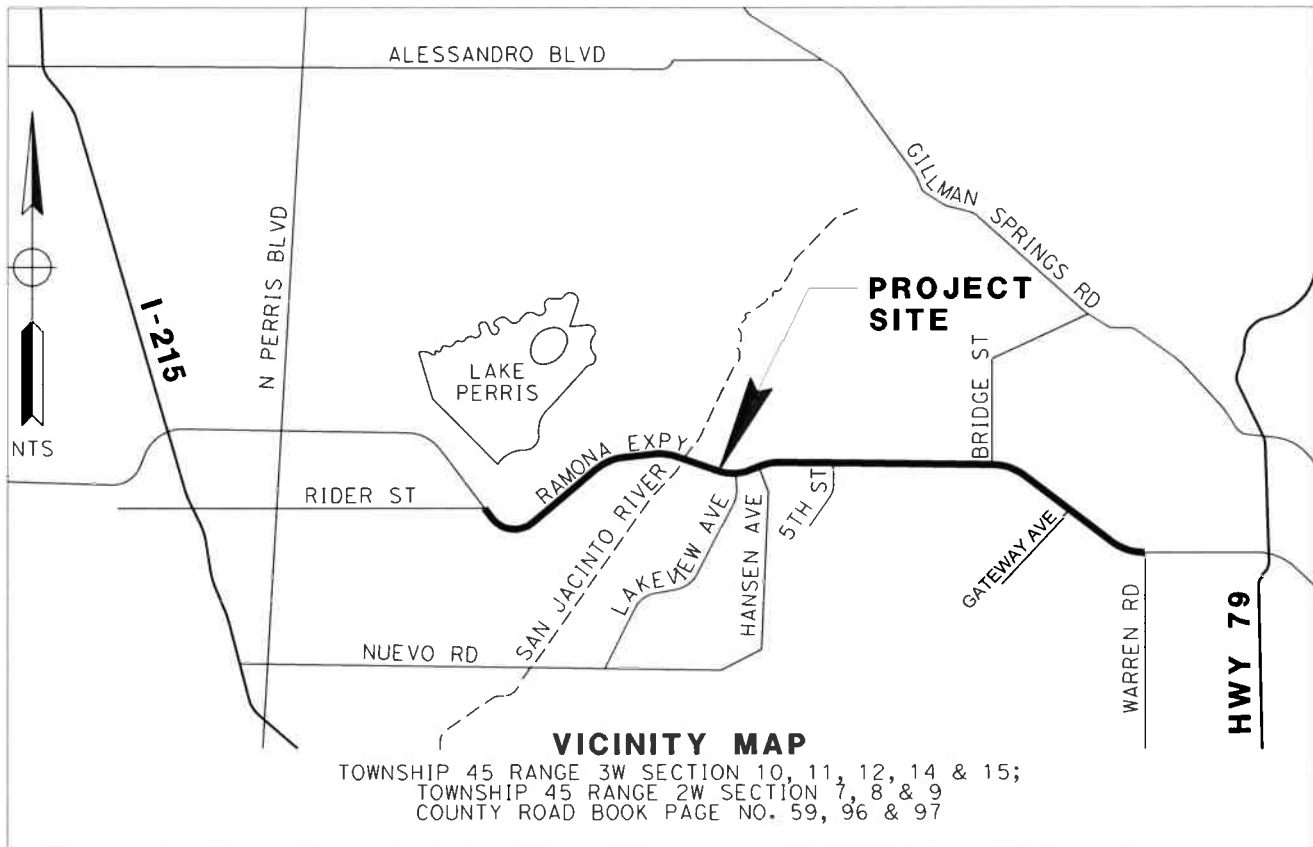 ALESSANDRO BLVD
GILLMAN SPRINGS RD
N PERRIS BLVD
I-215
PROJECT
SITE
LAKE
PERRIS
BRIDGE ST
NTS
RAMONA EXPY
RIDER ST
SAN JACINTO RIVER
LAKEVIEW AVE
HANSEN AVE
5TH ST
GATEWAY AVE
WARREN RD
HWY 79
NUEVO RD
VICINITY MAP
TOWNSHIP 45 RANGE 3W SECTION 10, 11, 12, 14 & 15;
TOWNSHIP 45 RANGE 2W SECTION 7, 8 & 9
COUNTY ROAD BOOK PAGE NO. 59, 96 & 97